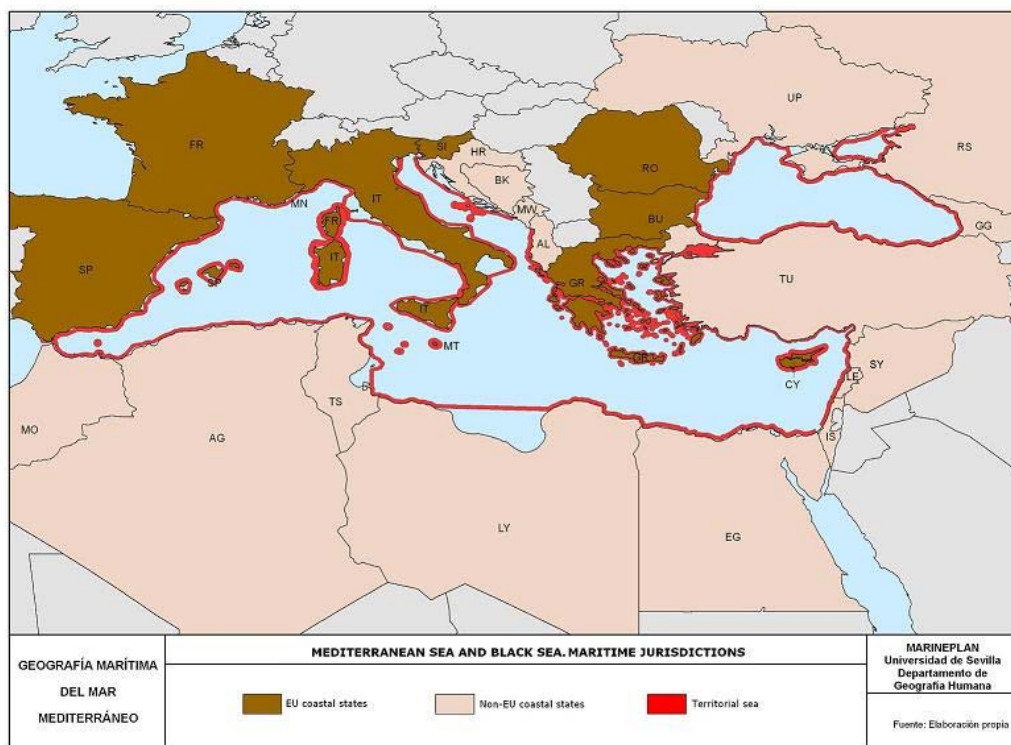 UP
FR
SI
HR
RS
RO
BK
MN
IT
MW
BU
GG
FR
AL
SP
IT
SP
GR
TU
IT
MT
GR
SY
CY
LE
TS
MO
AG
IS
LY
EG
GEOGRAFÍA MARÍTIMA
DEL MAR
MEDITERRÁNEO
MEDITERRANEAN SEA AND BLACK SEA. MARITIME JURISDICTIONS
EU coastal states
Non-EU coastal states
Territorial sea
MARINEPLAN
Universidad de Sevilla
Departamento de
Geografía Humana
Fuente: Elaboración propia